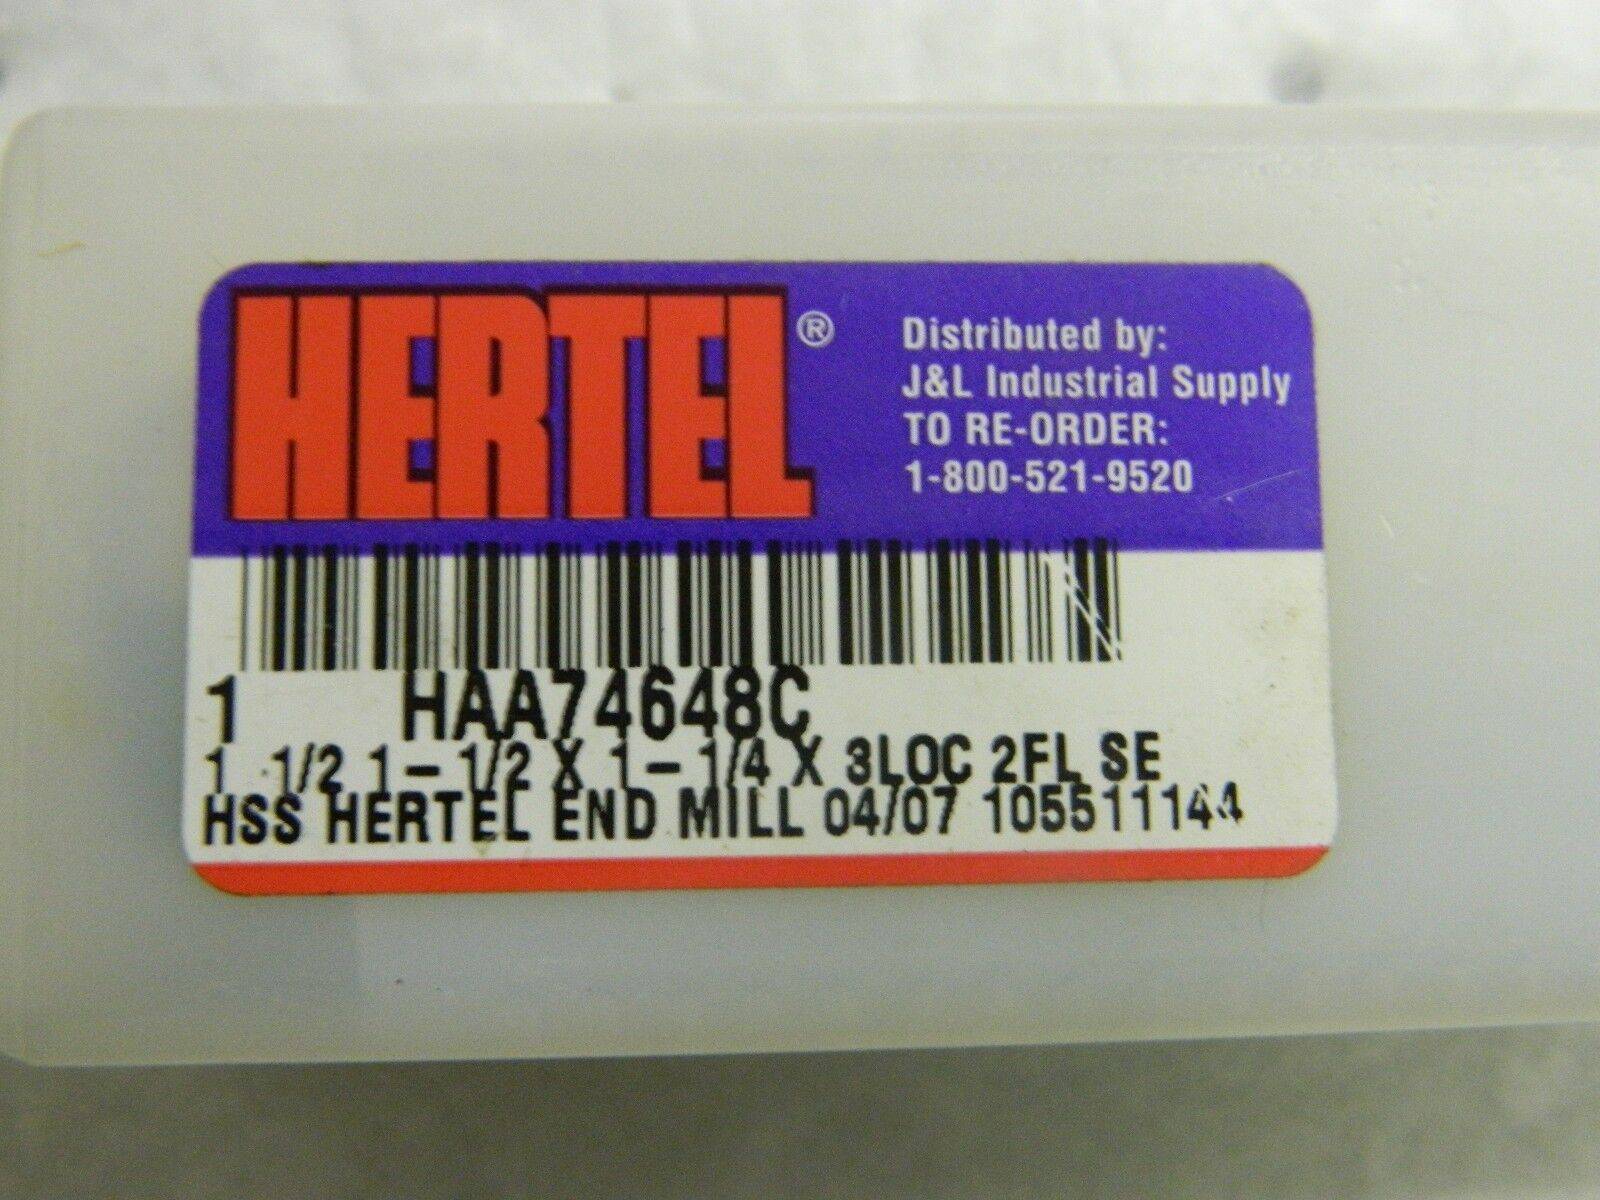 HERTEL®
Distributed by:
J&L Industrial Supply
TO RE-ORDER:
1-800-521-9520
1 HAA74648C
1 1/2 1-1/2 X 1-1/4 X 3LOC 2FL SE
HSS HERTEL END MILL 04/07 105511144